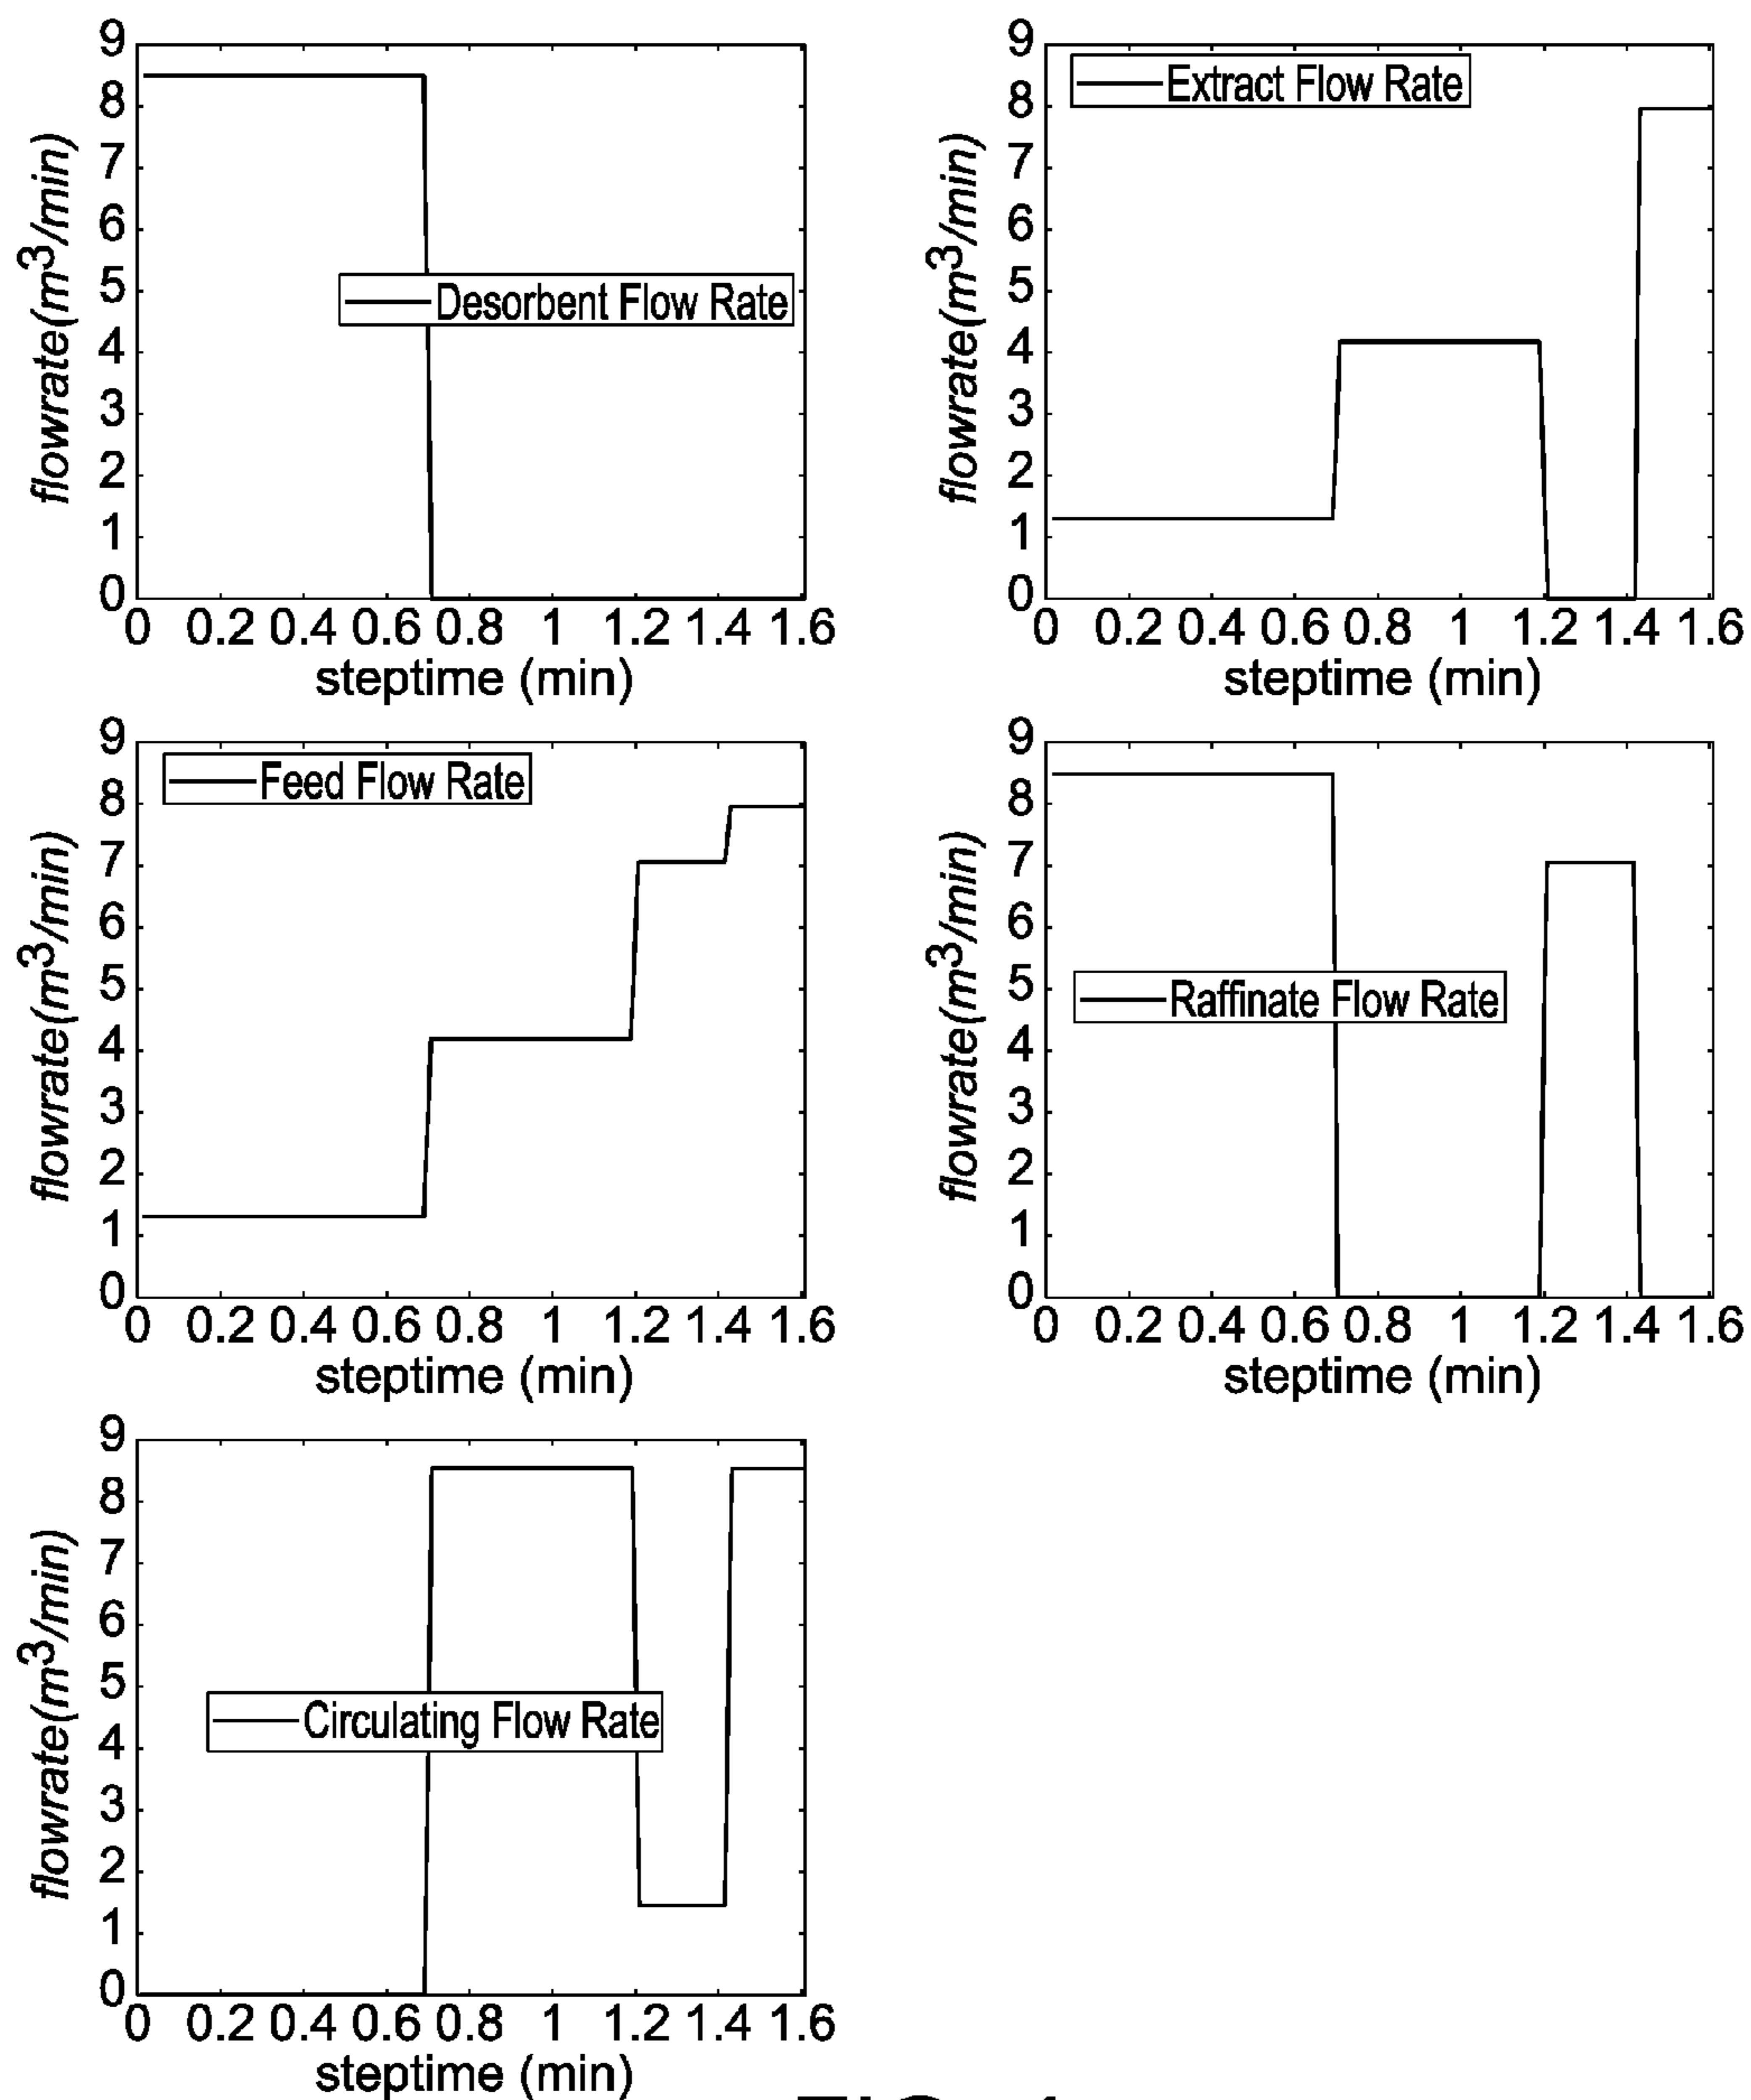 9
8
7
6
5
4
3
2
1
0
flowrate(m3/min)
Desorbent Flow Rate
0 0.2 0.4 0.6 0.8 1 1.2 1.4 1.6
steptime (min)
9
8
7
6
5
4
3
2
1
0
flowrate(m3/min)
Extract Flow Rate
0 0.2 0.4 0.6 0.8 1 1.2 1.4 1.6
steptime (min)
9
8
7
6
5
4
3
2
1
0
flowrate(m3/min)
Feed Flow Rate
0 0.2 0.4 0.6 0.8 1 1.2 1.4 1.6
steptime (min)
9
8
7
6
5
4
3
2
1
0
flowrate(m3/min)
Raffinate Flow Rate
0 0.2 0.4 0.6 0.8 1 1.2 1.4 1.6
steptime (min)
9
8
7
6
5
4
3
2
1
0
flowrate(m3/min)
Circulating Flow Rate
0 0.2 0.4 0.6 0.8 1 1.2 1.4 1.6
steptime (min)